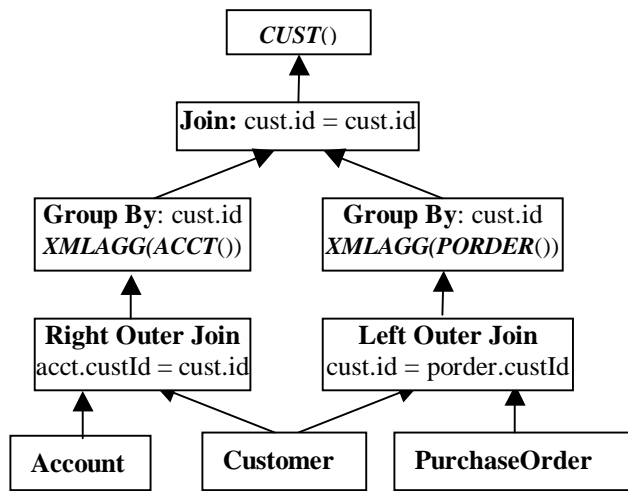 CUST()
Join: cust.id = cust.id
Group By: cust.id
XMLAGG(ACCT())
Group By: cust.id
XMLAGG(PORDER())
Right Outer Join
acct.custId = cust.id
Left Outer Join
cust.id = porder.custId
Account
Customer
PurchaseOrder